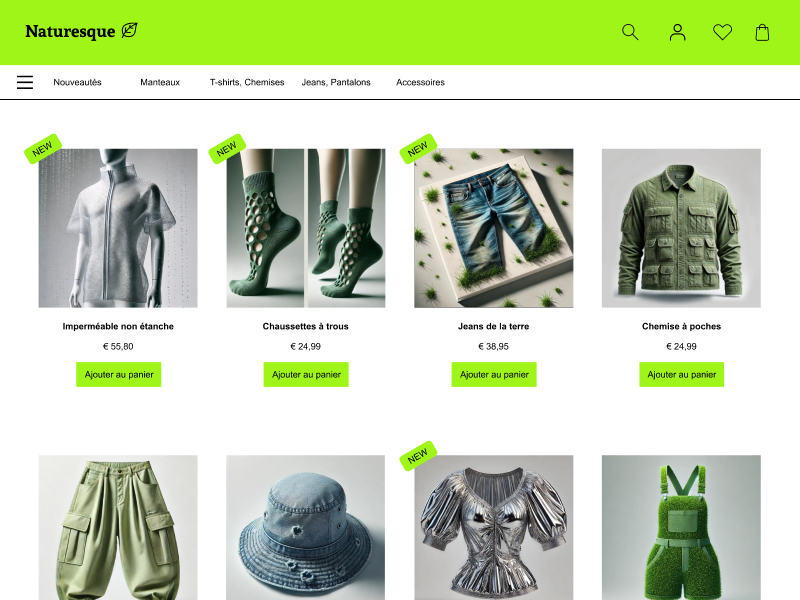 Naturesque
Nouveautés
Manteaux
T-shirts, Chemises
Jeans, Pantalons
Accessoires
NEW
NEW
NEW
Imperméable non étanche
Chaussettes à trous
Jeans de la terre
Chemise à poches
€ 55,80
€ 24,99
€ 38,95
€ 24,99
Ajouter au panier
Ajouter au panier
Ajouter au panier
Ajouter au panier
NEW